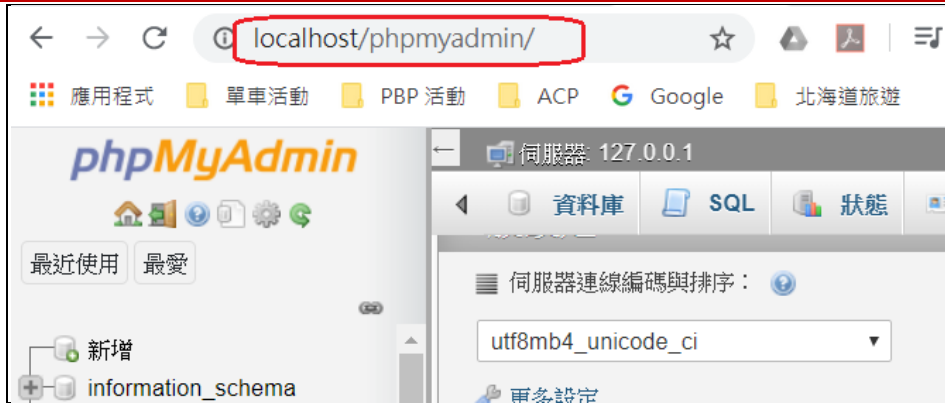 localhost/phpmyadmin/
應用程式 單車活動 PBP 活動 ACP G Google 北海道旅遊
phpMyAdmin
最近使用 最愛
新增
information_schema
伺服器: 127.0.0.1
資料庫 SQL 狀態
伺服器連線編碼與排序：
utf8mb4_unicode_ci
更多設定